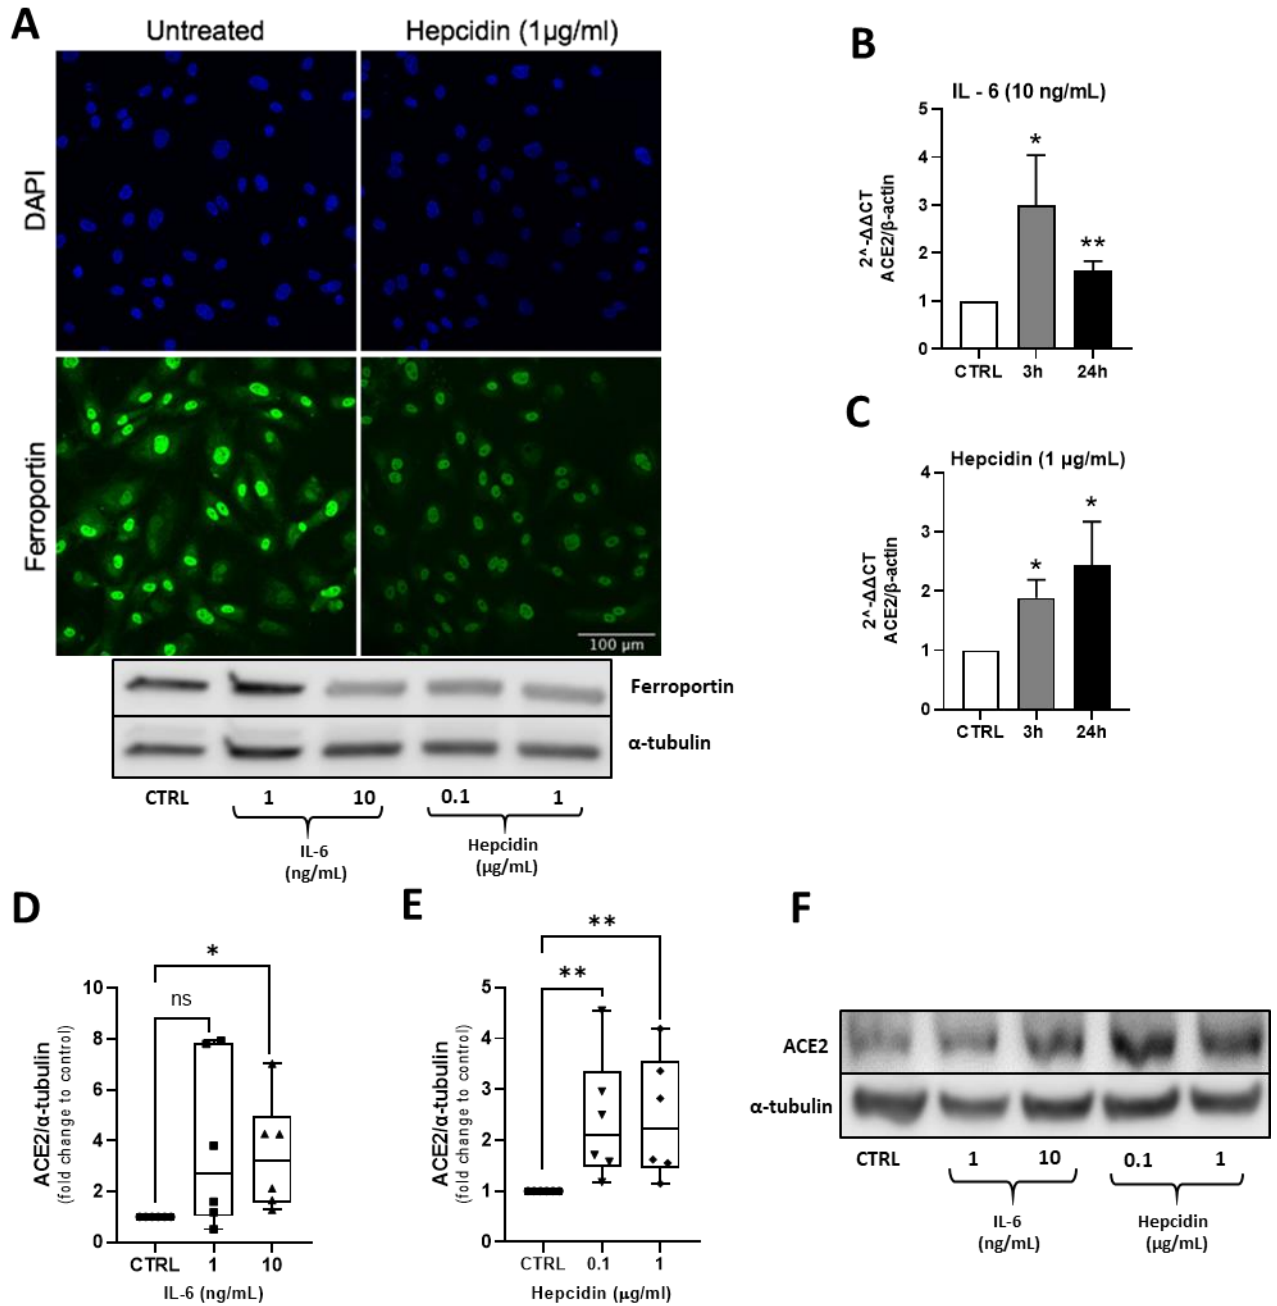 A
Untreated
Hepcidin (1µg/ml)
DAPI
Ferroportin
100 µm
Ferroportin
α-tubulin
CTRL
1
10
0.1
1
IL-6
(ng/mL)
Hepcidin
(µg/mL)
B
IL - 6 (10 ng/mL)
2^-ΔΔCT
ACE2/β-actin
5
4
3
2
1
0
*
**
CTRL
3h
24h
C
Hepcidin (1 µg/mL)
2^-ΔΔCT
ACE2/β-actin
4
3
2
1
0
*
*
CTRL
3h
24h
D
ACE2/α-tubulin
(fold change to control)
10
8
6
4
2
0
*
ns
CTRL
1
10
IL-6 (ng/mL)
E
ACE2/α-tubulin
(fold change to control)
5
4
3
2
1
0
**
**
CTRL
0.1
1
Hepcidin (µg/ml)
F
ACE2
α-tubulin
CTRL
1
10
0.1
1
IL-6
(ng/mL)
Hepcidin
(µg/mL)